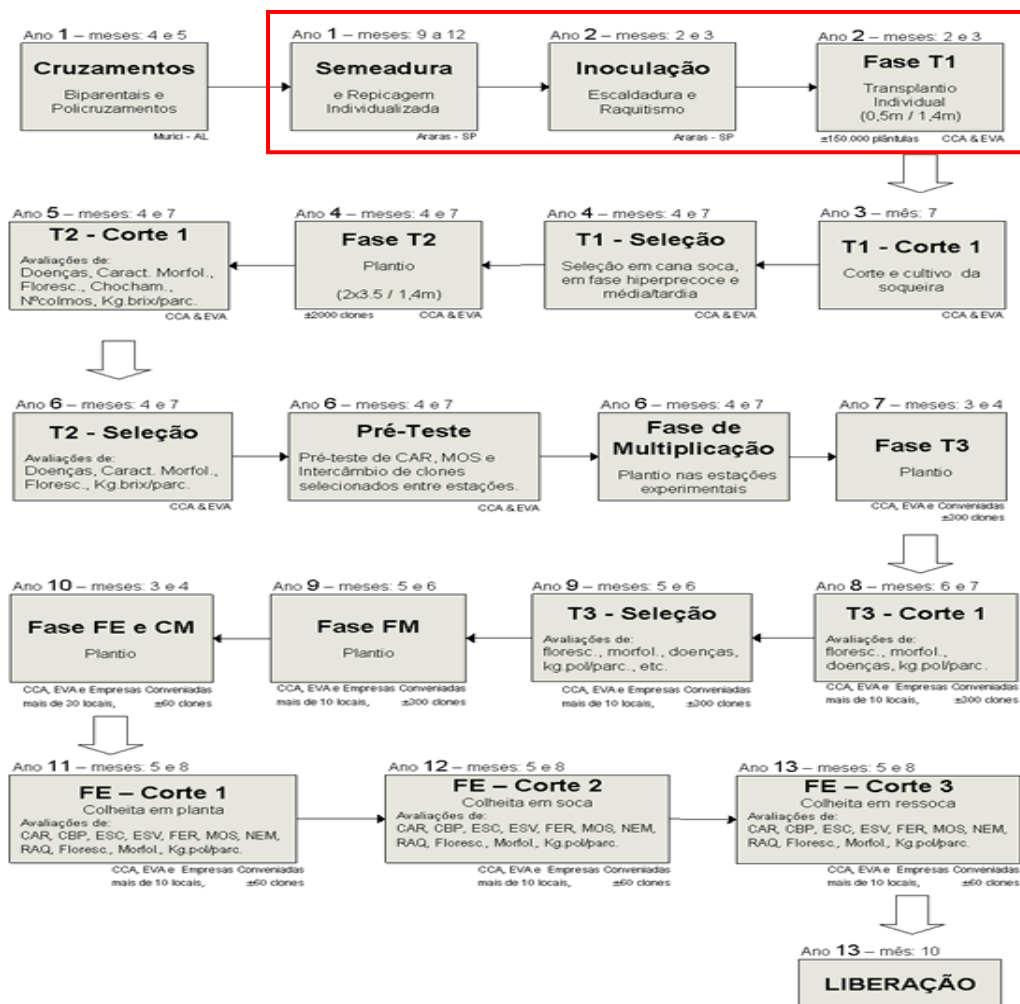 Ano 1 – meses: 4 e 5
Cruzamentos
Biparentais e
Policruzamentos
Murici - AL
Ano 1 – meses: 9 a 12
Semeadura
e Repicagem
Individualizada
Araras - SP
Ano 2 – meses: 2 e 3
Inoculação
Escaldadura e
Raquitismo
Araras - SP
Ano 2 – meses: 2 e 3
Fase T1
Transplantio
Individual
(0,5m / 1,4m)
±150.000 plântulas CCA & EVA
Ano 5 – meses: 4 e 7
T2 - Corte 1
Avaliações de:
Doenças, Caract. Morfol.,
Floresc., Chocham.,
Nºcolmos, Kg.brix/parc.
CCA & EVA
Ano 4 – meses: 4 e 7
Fase T2
Plantio
(2x3.5 / 1,4m)
±2000 clones CCA & EVA
Ano 4 – meses: 4 e 7
T1 - Seleção
Seleção em cana soca,
em fase hiperprecoce e
média/tardia
CCA & EVA
Ano 3 – mês: 7
T1 - Corte 1
Corte e cultivo da
soqueira
CCA & EVA
Ano 6 – meses: 4 e 7
T2 - Seleção
Avaliações de:
Doenças, Caract. Morfol.,
Floresc., Kg.brix/parc.
CCA & EVA
Ano 6 – meses: 4 e 7
Pré-Teste
Pré-teste de CAR, MOS e
Intercâmbio de clones
selecionados entre estações.
CCA & EVA
Ano 6 – meses: 4 e 7
Fase de
Multiplicação
Plantio nas estações
experimentais
Ano 7 – meses: 3 e 4
Fase T3
Plantio
CCA, EVA e Conveniadas
±300 clones
Ano 10 – meses: 3 e 4
Fase FE e CM
Plantio
CCA, EVA e Empresas Conveniadas
mais de 30 locais, ±60 clones
Ano 9 – meses: 5 e 6
Fase FM
Plantio
CCA, EVA e Empresas Conveniadas
mais de 10 locais, ±300 clones
Ano 9 – meses: 5 e 6
T3 - Seleção
Avaliações de:
floresc., morfol., doenças,
kg.pol/parc., etc.
CCA, EVA e Empresas Conveniadas
mais de 10 locais, ±300 clones
Ano 8 – meses: 6 e 7
T3 - Corte 1
Avaliações de:
floresc., morfol.,
doenças, kg.pol/parc.
CCA, EVA e Empresas Conveniadas
mais de 10 locais, ±300 clones
Ano 11 – meses: 5 e 8
FE – Corte 1
Colheita em planta
Avaliações de:
CAR, CBP, ESC, ESV, FER, MOS, NEM,
RAQ, Floresc., Morfol., Kg.pol/parc.
CCA, EVA e Empresas Conveniadas
mais de 10 locais, ±60 clones
Ano 12 – meses: 5 e 8
FE – Corte 2
Colheita em soca
Avaliações de:
CAR, CBP, ESC, ESV, FER, MOS, NEM,
RAQ, Floresc., Morfol., Kg.pol/parc.
CCA, EVA e Empresas Conveniadas
mais de 10 locais, ±60 clones
Ano 13 – meses: 5 e 8
FE – Corte 3
Colheita em ressoca
Avaliações de:
CAR, CBP, ESC, ESV, FER, MOS, NEM,
RAQ, Floresc., Morfol., Kg.pol/parc.
CCA, EVA e Empresas Conveniadas
mais de 10 locais, ±60 clones
Ano 13 – mês: 10
LIBERAÇÃO